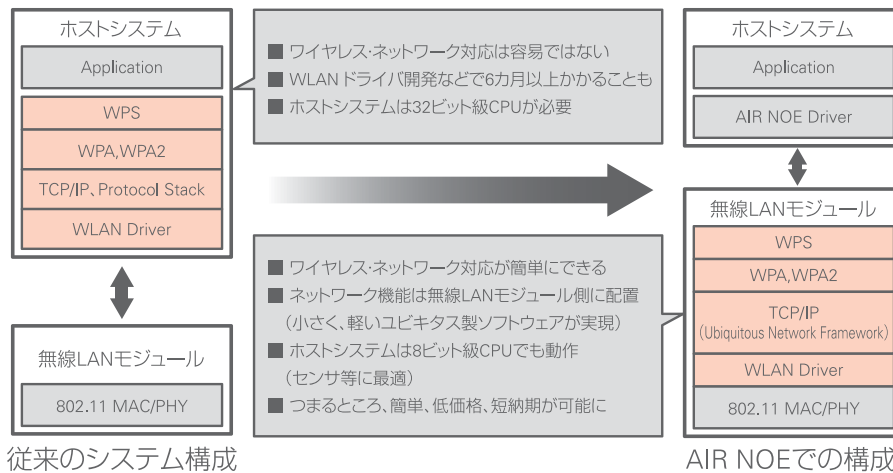 ホストシステム
Application
WPS
WPA,WPA2
TCP/IP、Protocol Stack
WLAN Driver
無線LANモジュール
802.11 MAC/PHY
従来のシステム構成
■ ワイヤレス・ネットワーク対応は容易ではない
■ WLANドライバ開発などで6カ月以上かかることも
■ ホストシステムは32ビット級CPUが必要
■ ワイヤレス・ネットワーク対応が簡単にできる
■ ネットワーク機能は無線LANモジュール側に配置
(小さく、軽いユビキタス製ソフトウェアが実現)
■ ホストシステムは8ビット級CPUでも動作
(センサ等に最適)
■ つまるところ、簡単、低価格、短納期が可能に
ホストシステム
Application
AIR NOE Driver
無線LANモジュール
WPS
WPA,WPA2
TCP/IP
(Ubiquitous Network Framework)
WLAN Driver
802.11 MAC/PHY
AIR NOEでの構成